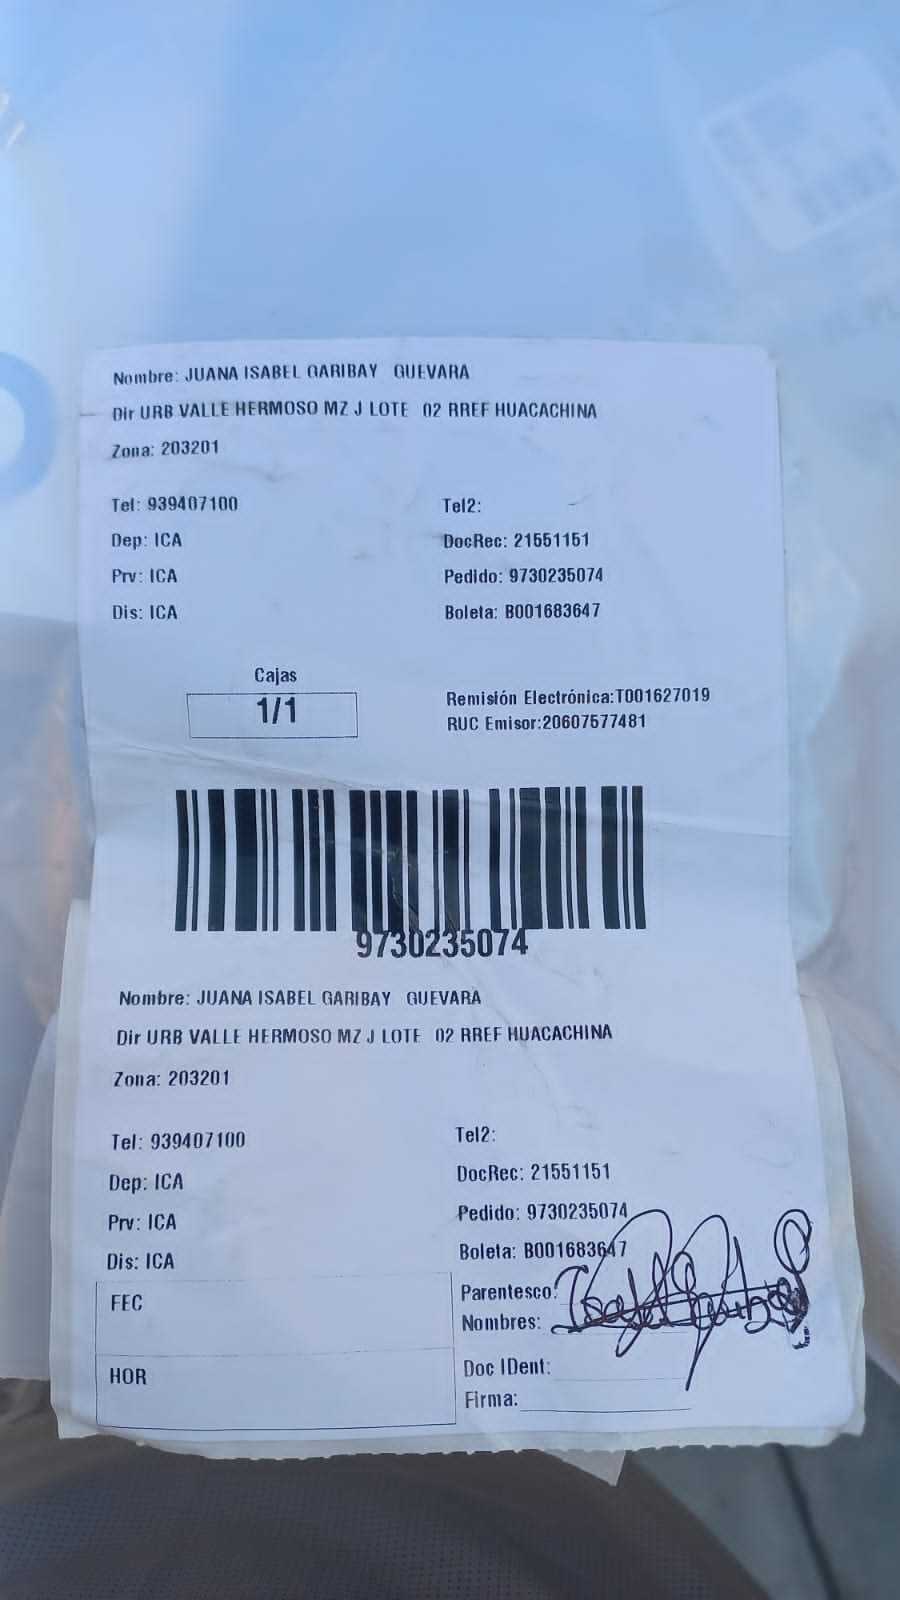 Nombre: JUANA ISABEL GARIBAY GUEVARA
Dir URB VALLE HERMOSO MZ J LOTE 02 RREF HUACACHINA
Zona: 203201
Tel: 939407100 Tel2:
Dep: ICA DocRec: 21551151
Prv: ICA Pedido: 9730235074
Dis: ICA Boleta: B001683647
Cajas
1/1
Remisión Electrónica:T001627019
RUC Emisor:20607577481
9730235074
Nombre: JUANA ISABEL GARIBAY GUEVARA
Dir URB VALLE HERMOSO MZ J LOTE 02 RREF HUACACHINA
Zona: 203201
Tel: 939407100 Tel2:
Dep: ICA DocRec: 21551151
Prv: ICA Pedido: 9730235074
Dis: ICA Boleta: B001683647
FEC Parentesco:
Nombres:
HOR Doc IDent:
Firma: